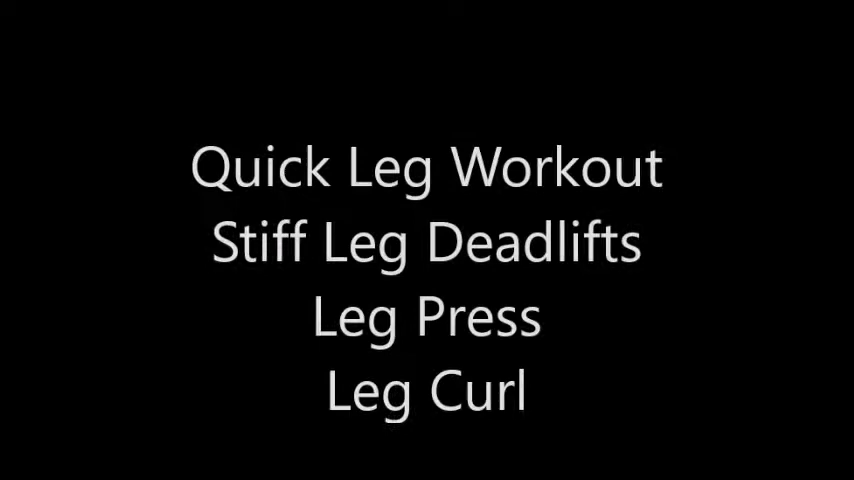 Quick Leg Workout
Stiff Leg Deadlifts
Leg Press
Leg Curl